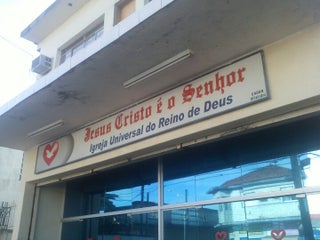 Jesus Cristo é o Senhor
Igreja Universal do Reino de Deus